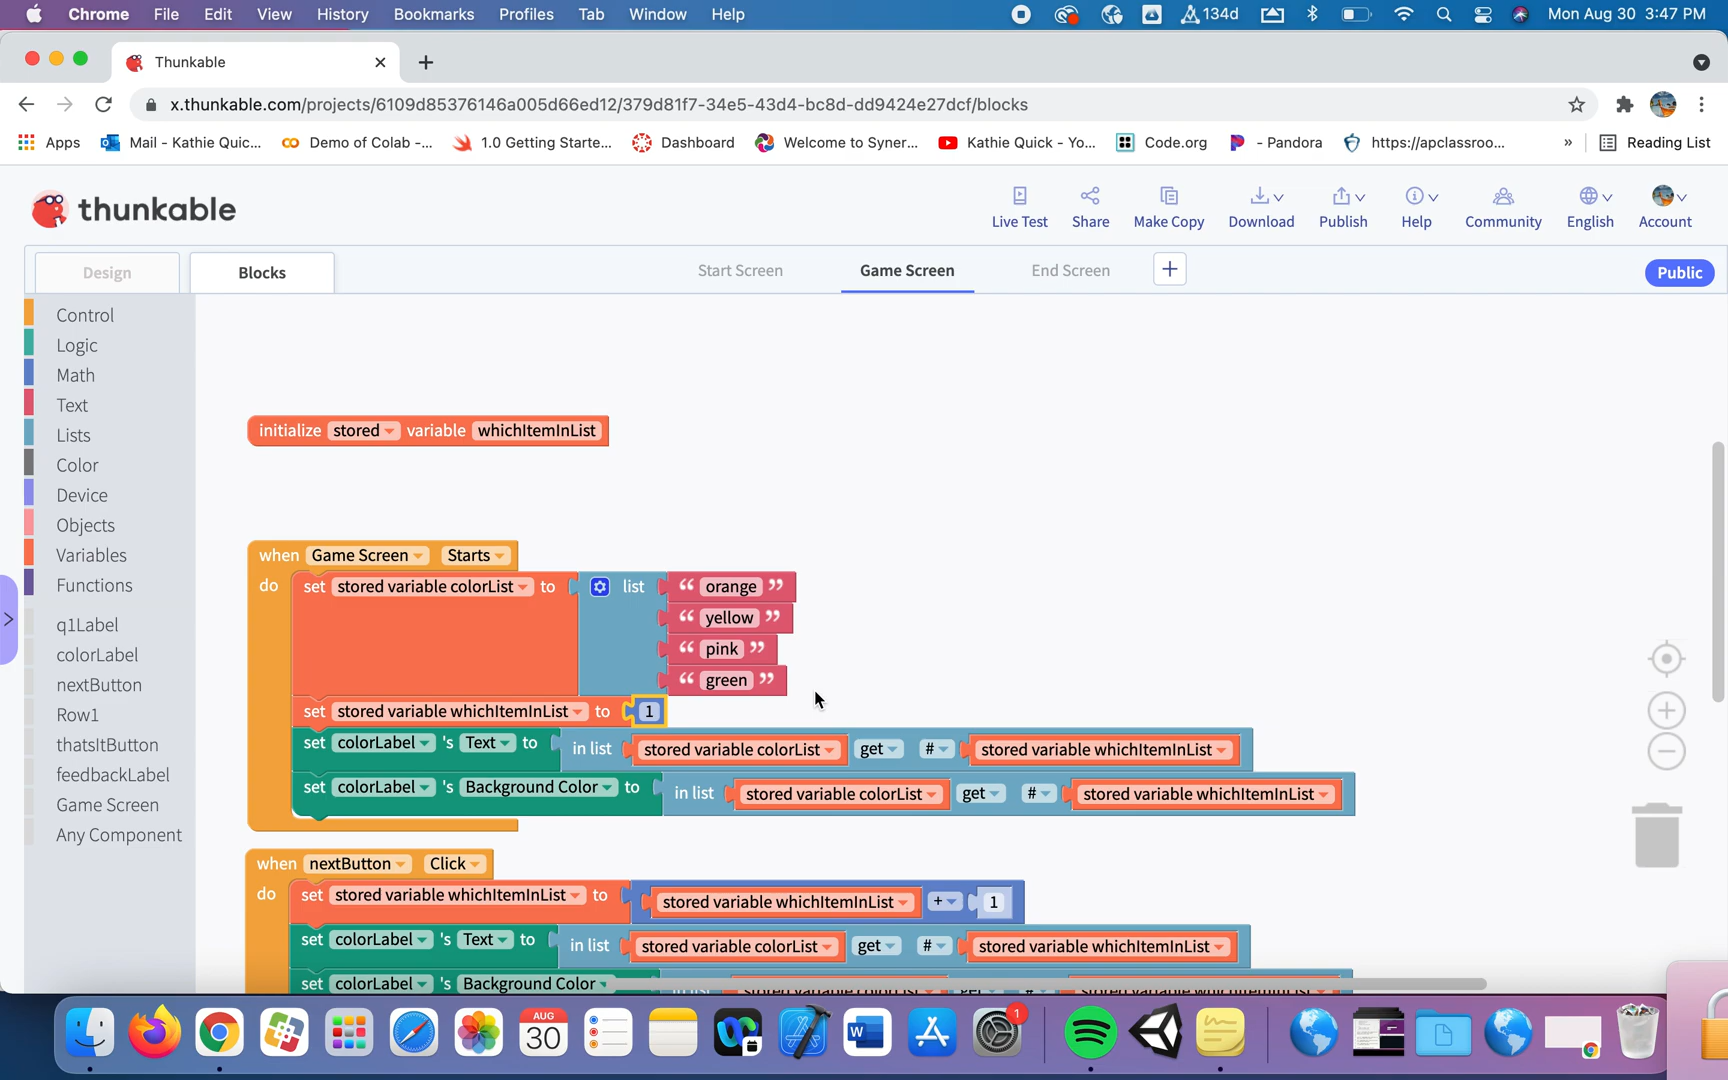 Chrome File Edit View History Bookmarks Profiles Tab Window Help 134d Mon Aug 30 3:47 PM
Thunkable
x.thunkable.com/projects/6109d85376146a005d66ed12/379d81f7-34e5-43d4-bc8d-dd9424e27dcf/blocks
Apps Mail - Kathie Quic... Demo of Colab -... 1.0 Getting Starte... Dashboard Welcome to Syner... Kathie Quick - Yo... Code.org - Pandora https://apclassroo... » Reading List
thunkable
Live Test Share Make Copy Download Publish Help Community English Account
Design Blocks Start Screen Game Screen End Screen + Public
Control
Logic
Math
Text
Lists
Color
Device
Objects
Variables
Functions
q1Label
colorLabel
nextButton
Row1
thatsItButton
feedbackLabel
Game Screen
Any Component
initialize stored variable whichItemInList
when Game Screen Starts
do set stored variable colorList to list “ orange ”
“ yellow ”
“ pink ”
“ green ”
set stored variable whichItemInList to 1
set colorLabel 's Text to in list stored variable colorList get # stored variable whichItemInList
set colorLabel 's Background Color to in list stored variable colorList get # stored variable whichItemInList
when nextButton Click
do set stored variable whichItemInList to stored variable whichItemInList + 1
set colorLabel 's Text to in list stored variable colorList get # stored variable whichItemInList
set colorLabel 's Background Color
AUG
30
1